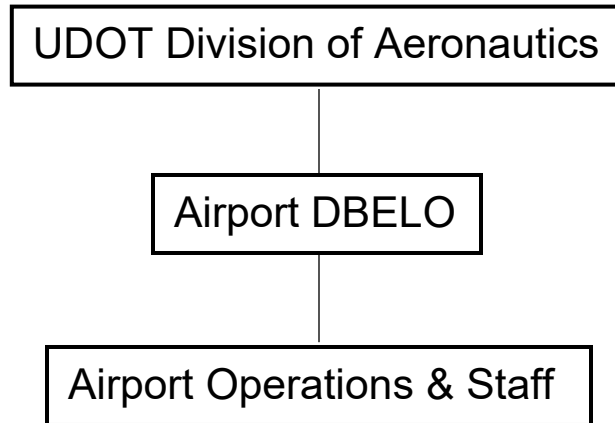 UDOT Division of Aeronautics
Airport DBELO
Airport Operations & Staff